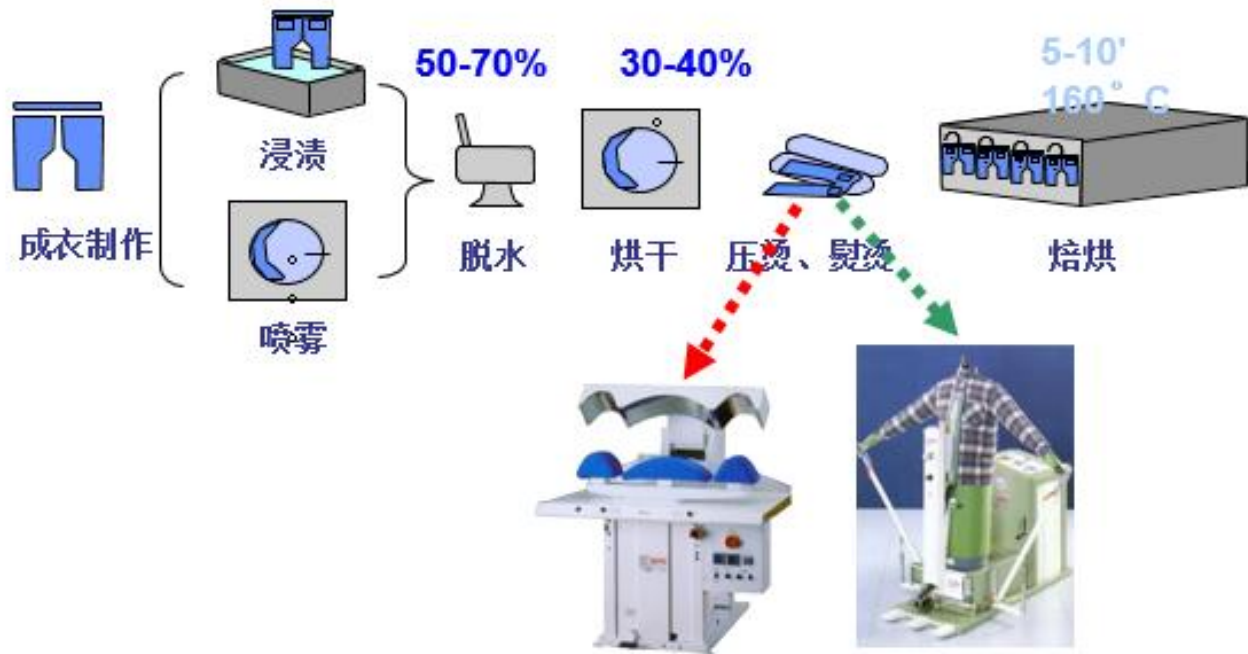 50-70%
30-40%
5-10'
160°C
浸渍
成衣制作
脱水
烘干
压烫、熨烫
焙烘
喷雾